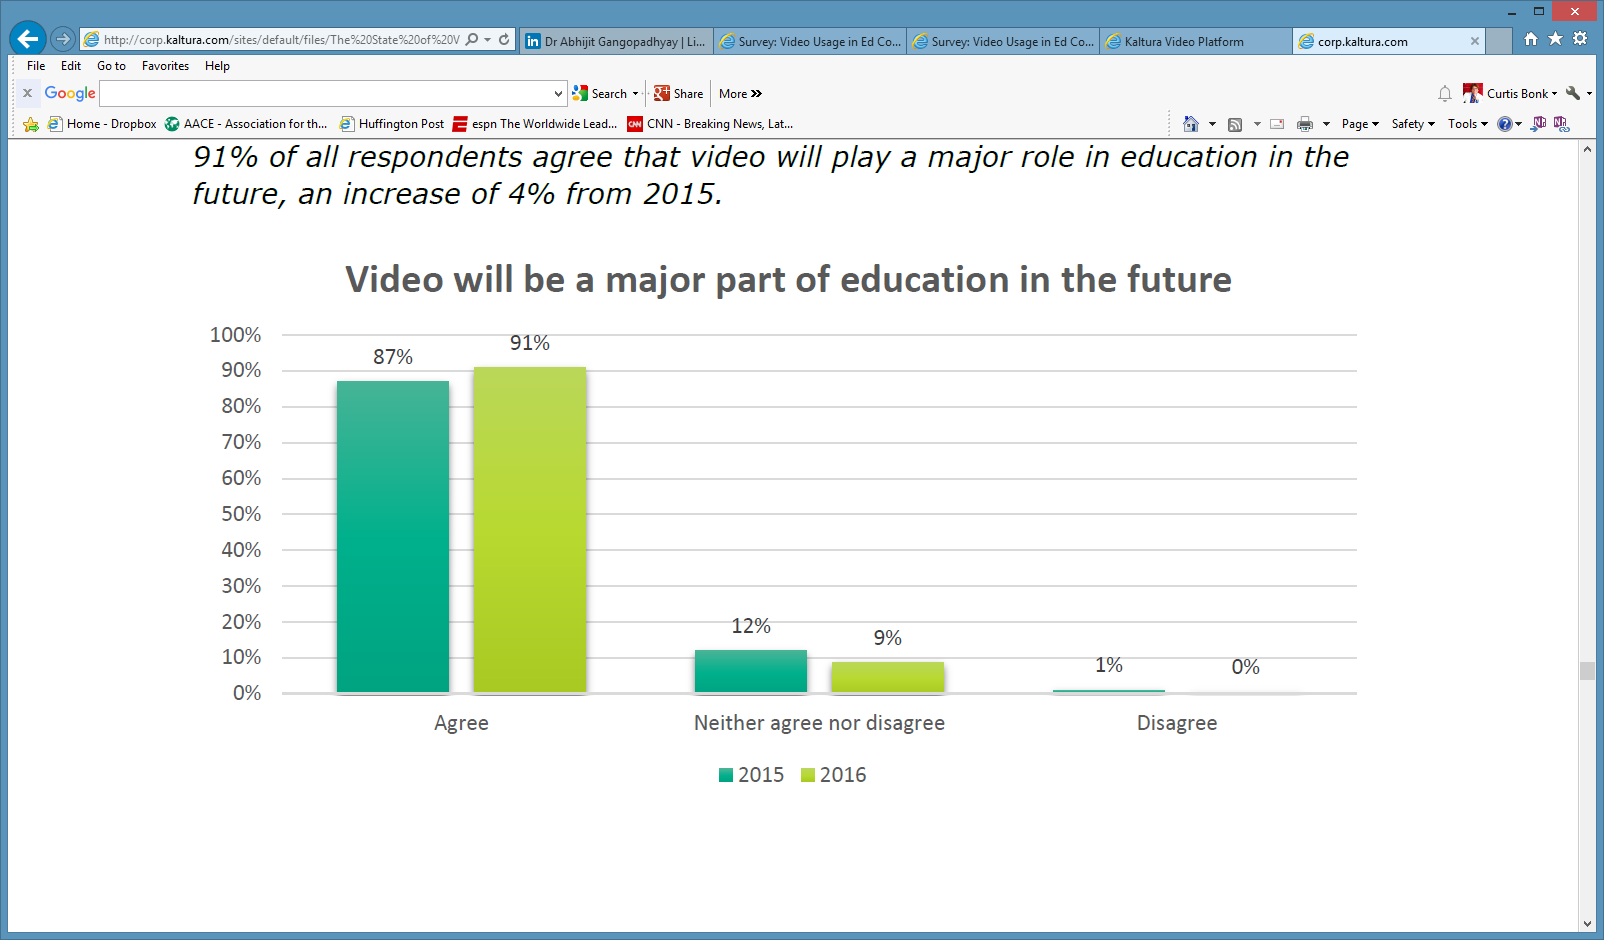 http://corp.kaltura.com/sites/default/files/The%20State%20of%20V
Dr Abhijit Gangopadhyay | Li...
Survey: Video Usage in Ed Co...
Survey: Video Usage in Ed Co...
Kaltura Video Platform
corp.kaltura.com
File Edit Go to Favorites Help
x Google Search Share More »
Curtis Bonk
Home - Dropbox
AACE - Association for th...
Huffington Post
espn The Worldwide Lead...
CNN - Breaking News, Lat...
Page Safety Tools
91% of all respondents agree that video will play a major role in education in the
future, an increase of 4% from 2015.
Video will be a major part of education in the future
100%
90%
80%
70%
60%
50%
40%
30%
20%
10%
0%
87% 91%
12% 9%
1% 0%
Agree Neither agree nor disagree Disagree
2015 2016